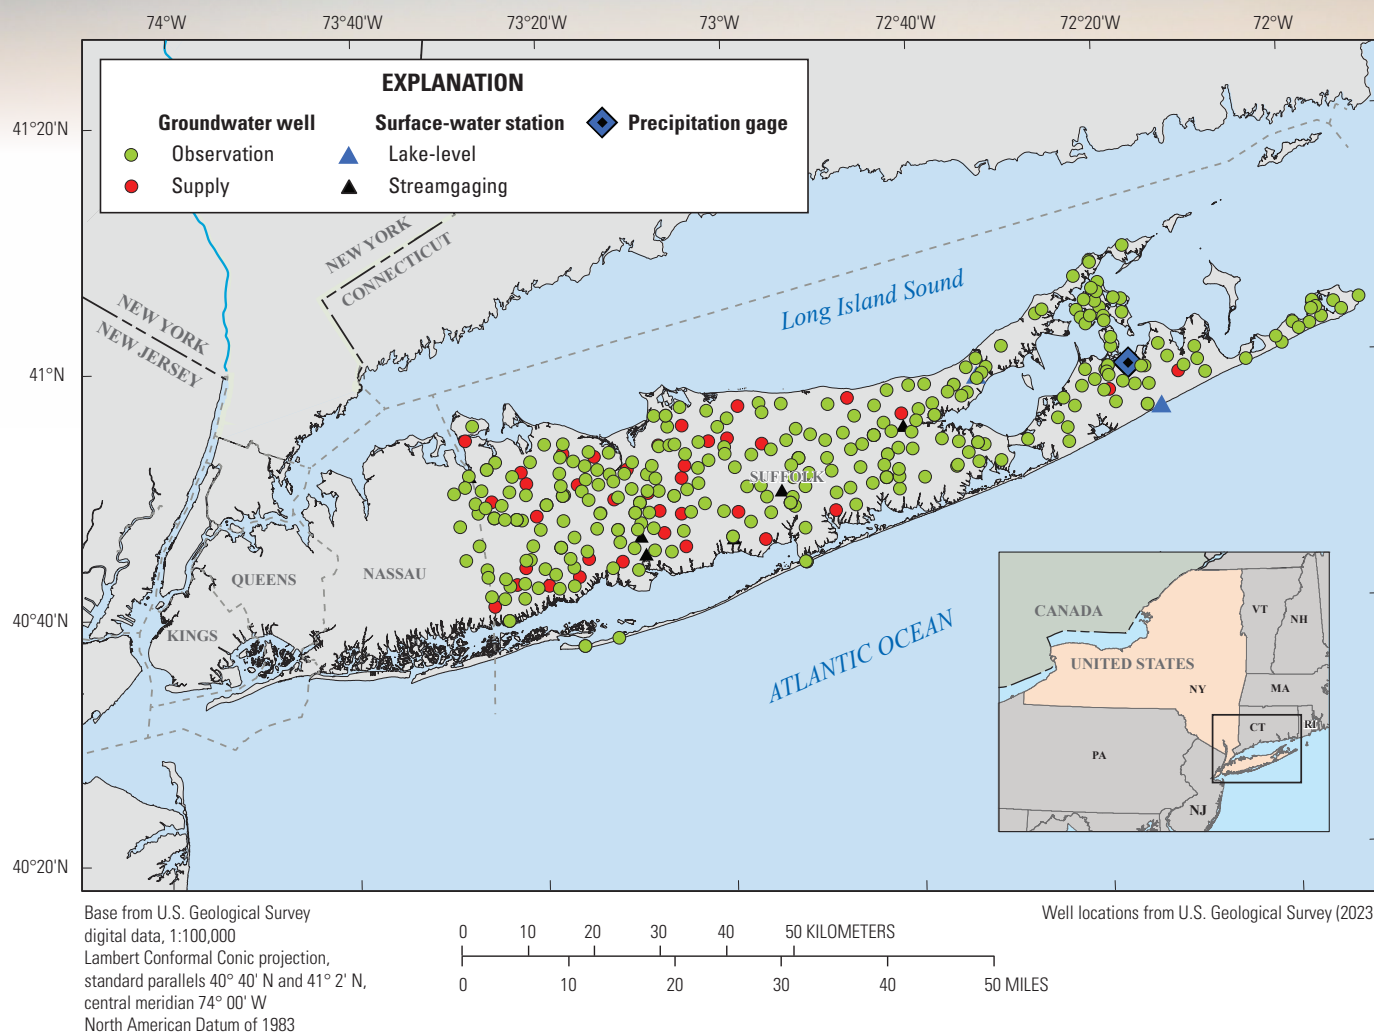 74°W
73°40'W
73°20'W
73°W
72°40'W
72°20'W
72°W
41°20'N
41°N
40°40'N
40°20'N
EXPLANATION
Groundwater well
Surface-water station
Precipitation gage
Observation
Lake-level
Supply
Streamgaging
NEW YORK
CONNECTICUT
NEW YORK
NEW JERSEY
Long Island Sound
SUFFOLK
NASSAU
QUEENS
KINGS
ATLANTIC OCEAN
CANADA
UNITED STATES
VT
NH
NY
MA
CT
RI
PA
NJ
Base from U.S. Geological Survey
digital data, 1:100,000
Lambert Conformal Conic projection,
standard parallels 40° 40' N and 41° 2' N,
central meridian 74° 00' W
North American Datum of 1983
0 10 20 30 40 50 KILOMETERS
0 10 20 30 40 50 MILES
Well locations from U.S. Geological Survey (2023